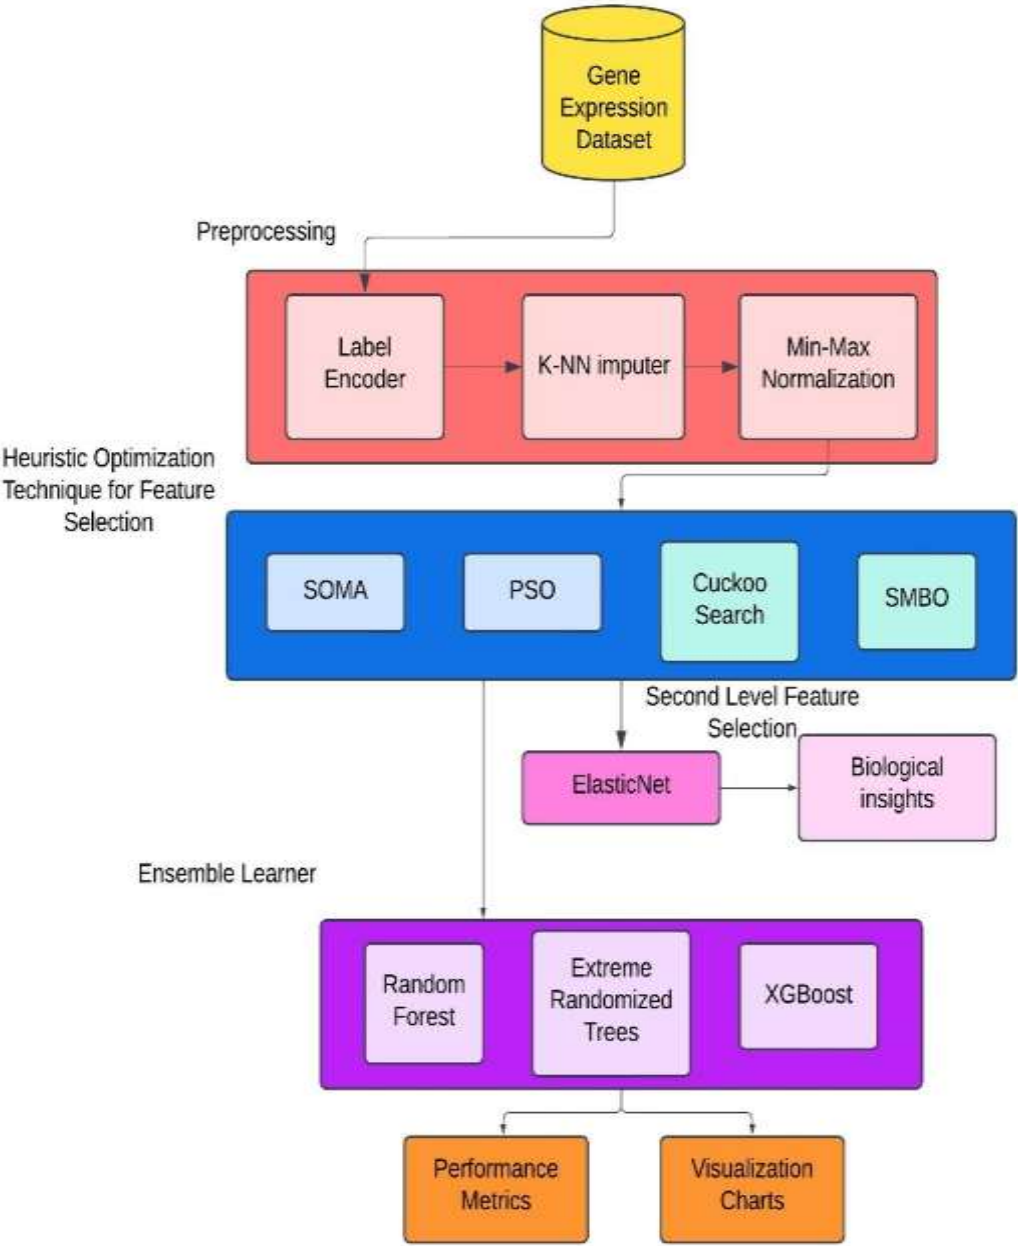 Gene
Expression
Dataset
Preprocessing
Label
Encoder
K-NN imputer
Min-Max
Normalization
Heuristic Optimization
Technique for Feature
Selection
SOMA
PSO
Cuckoo
Search
SMBO
Second Level Feature
Selection
ElasticNet
Biological
insights
Ensemble Learner
Random
Forest
Extreme
Randomized
Trees
XGBoost
Performance
Metrics
Visualization
Charts